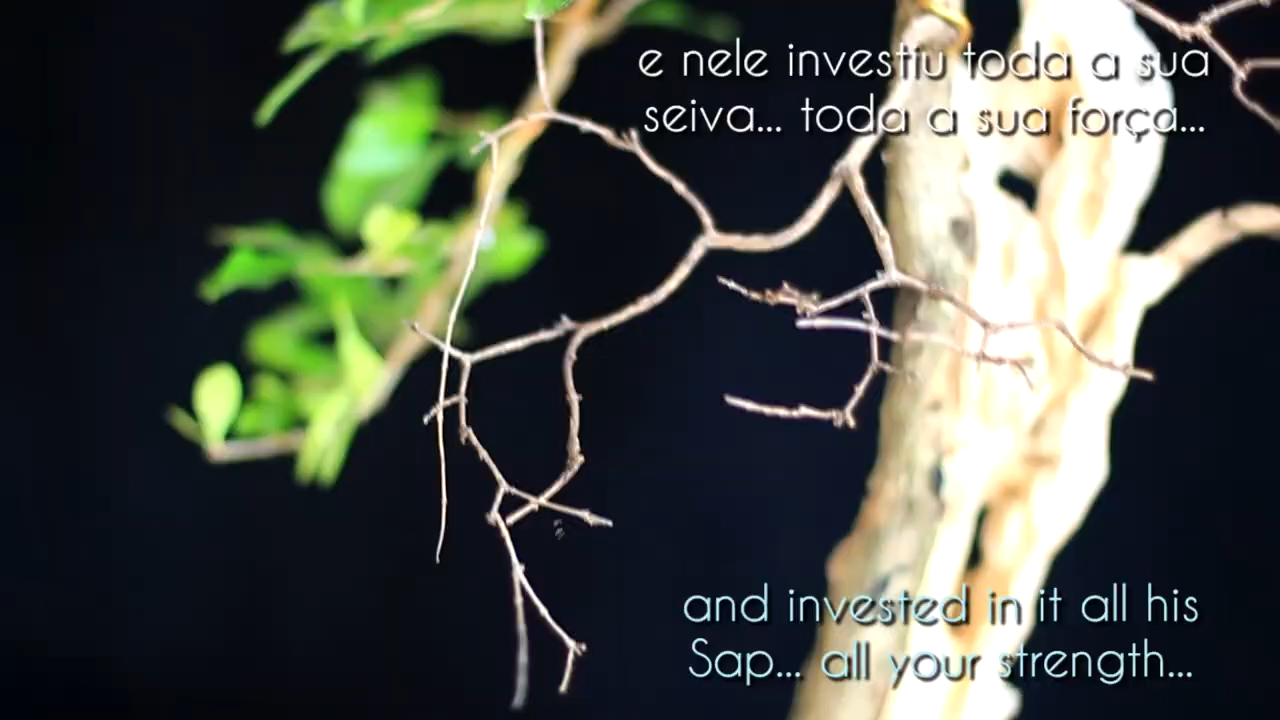 e nele investiu toda a sua
seiva... toda a sua força...
and invested in it all his
Sap... all your strength...